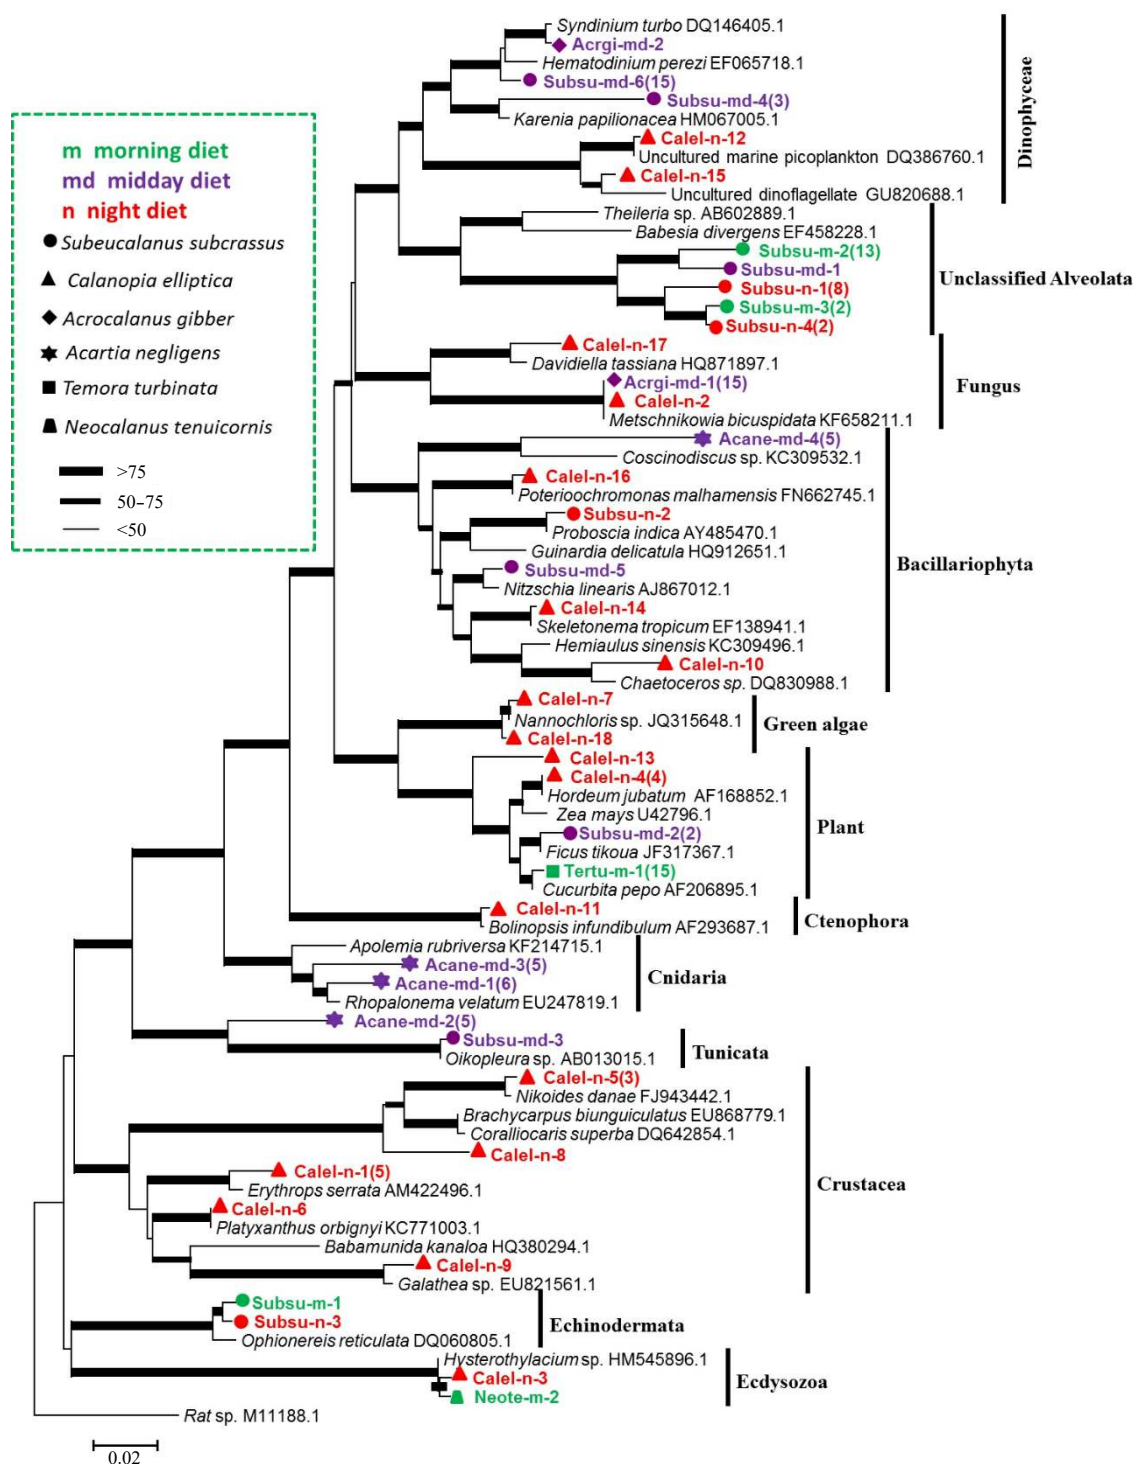 m morning diet
md midday diet
n night diet
Subeucalanus subcrassus
Calanopia elliptica
Acrocalanus gibber
Acartia negligens
Temora turbinata
Neocalanus tenuicornis
>75
50–75
<50
Syndinium turbo DQ146405.1
Acrgi-md-2
Hematodinium perezi EF065718.1
Subsu-md-6(15)
Subsu-md-4(3)
Karenia papilionacea HM067005.1
Calel-n-12
Uncultured marine picoplankton DQ386760.1
Calel-n-15
Uncultured dinoflagellate GU820688.1
Dinophyceae
Theileria sp. AB602889.1
Babesia divergens EF458228.1
Subsu-m-2(13)
Subsu-md-1
Subsu-n-1(8)
Subsu-m-3(2)
Subsu-n-4(2)
Unclassified Alveolata
Calel-n-17
Davidiella tassiana HQ871897.1
Acrgi-md-1(15)
Calel-n-2
Metschnikowia bicuspidata KF658211.1
Fungus
Acane-md-4(5)
Coscinodiscus sp. KC309532.1
Calel-n-16
Poterioochromonas malhamensis FN662745.1
Subsu-n-2
Proboscia indica AY485470.1
Guinardia delicatula HQ912651.1
Subsu-md-5
Nitzschia linearis AJ867012.1
Calel-n-14
Skeletonema tropicum EF138941.1
Hemiaulus sinensis KC309496.1
Calel-n-10
Chaetoceros sp. DQ830988.1
Bacillariophyta
Calel-n-7
Nannochloris sp. JQ315648.1
Calel-n-18
Green algae
Calel-n-13
Calel-n-4(4)
Hordeum jubatum AF168852.1
Zea mays U42796.1
Subsu-md-2(2)
Ficus tikoua JF317367.1
Tertu-m-1(15)
Cucurbita pepo AF206895.1
Plant
Calel-n-11
Bolinopsis infundibulum AF293687.1
Ctenophora
Apolemia rubriversa KF214715.1
Acane-md-3(5)
Acane-md-1(6)
Rhopalonema velatum EU247819.1
Cnidaria
Acane-md-2(5)
Subsu-md-3
Oikopleura sp. AB013015.1
Tunicata
Calel-n-5(3)
Nikoides danae FJ943442.1
Brachycarpus biunguiculatus EU868779.1
Coralliocaris superba DQ642854.1
Calel-n-8
Calel-n-1(5)
Erythrops serrata AM422496.1
Calel-n-6
Platyxanthus orbignyi KC771003.1
Babamunida kanaloa HQ380294.1
Calel-n-9
Galathea sp. EU821561.1
Crustacea
Subsu-m-1
Subsu-n-3
Ophionereis reticulata DQ060805.1
Echinodermata
Hysterothylacium sp. HM545896.1
Calel-n-3
Neote-m-2
Ecdysozoa
Rat sp. M11188.1
0.02